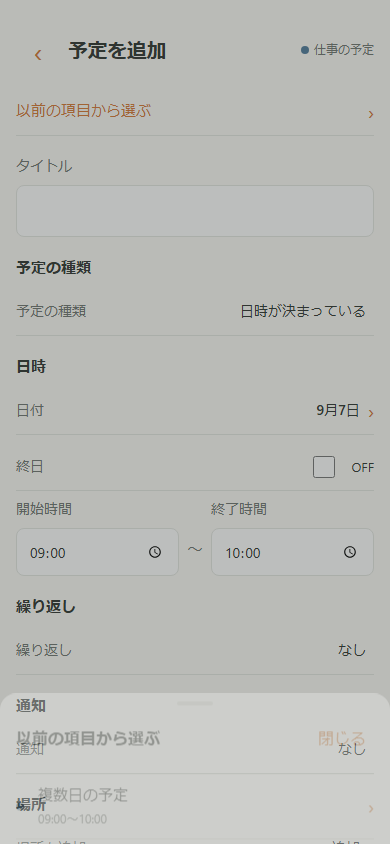 予定を追加
仕事の予定
以前の項目から選ぶ
タイトル
予定の種類
予定の種類 日時が決まっている
日時
日付 9月7日
終日 OFF
開始時間 終了時間
09:00 〜 10:00
繰り返し
繰り返し なし
通知
以前の項目から選ぶ 閉じる
通知 なし
複数日の予定
場所
09:00〜10:00